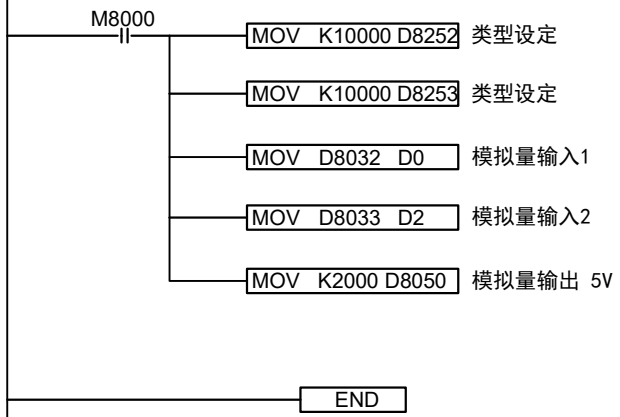 M8000
MOV K10000 D8252 类型设定
MOV K10000 D8253 类型设定
MOV D8032 D0 模拟量输入1
MOV D8033 D2 模拟量输入2
MOV K2000 D8050 模拟量输出 5V
END